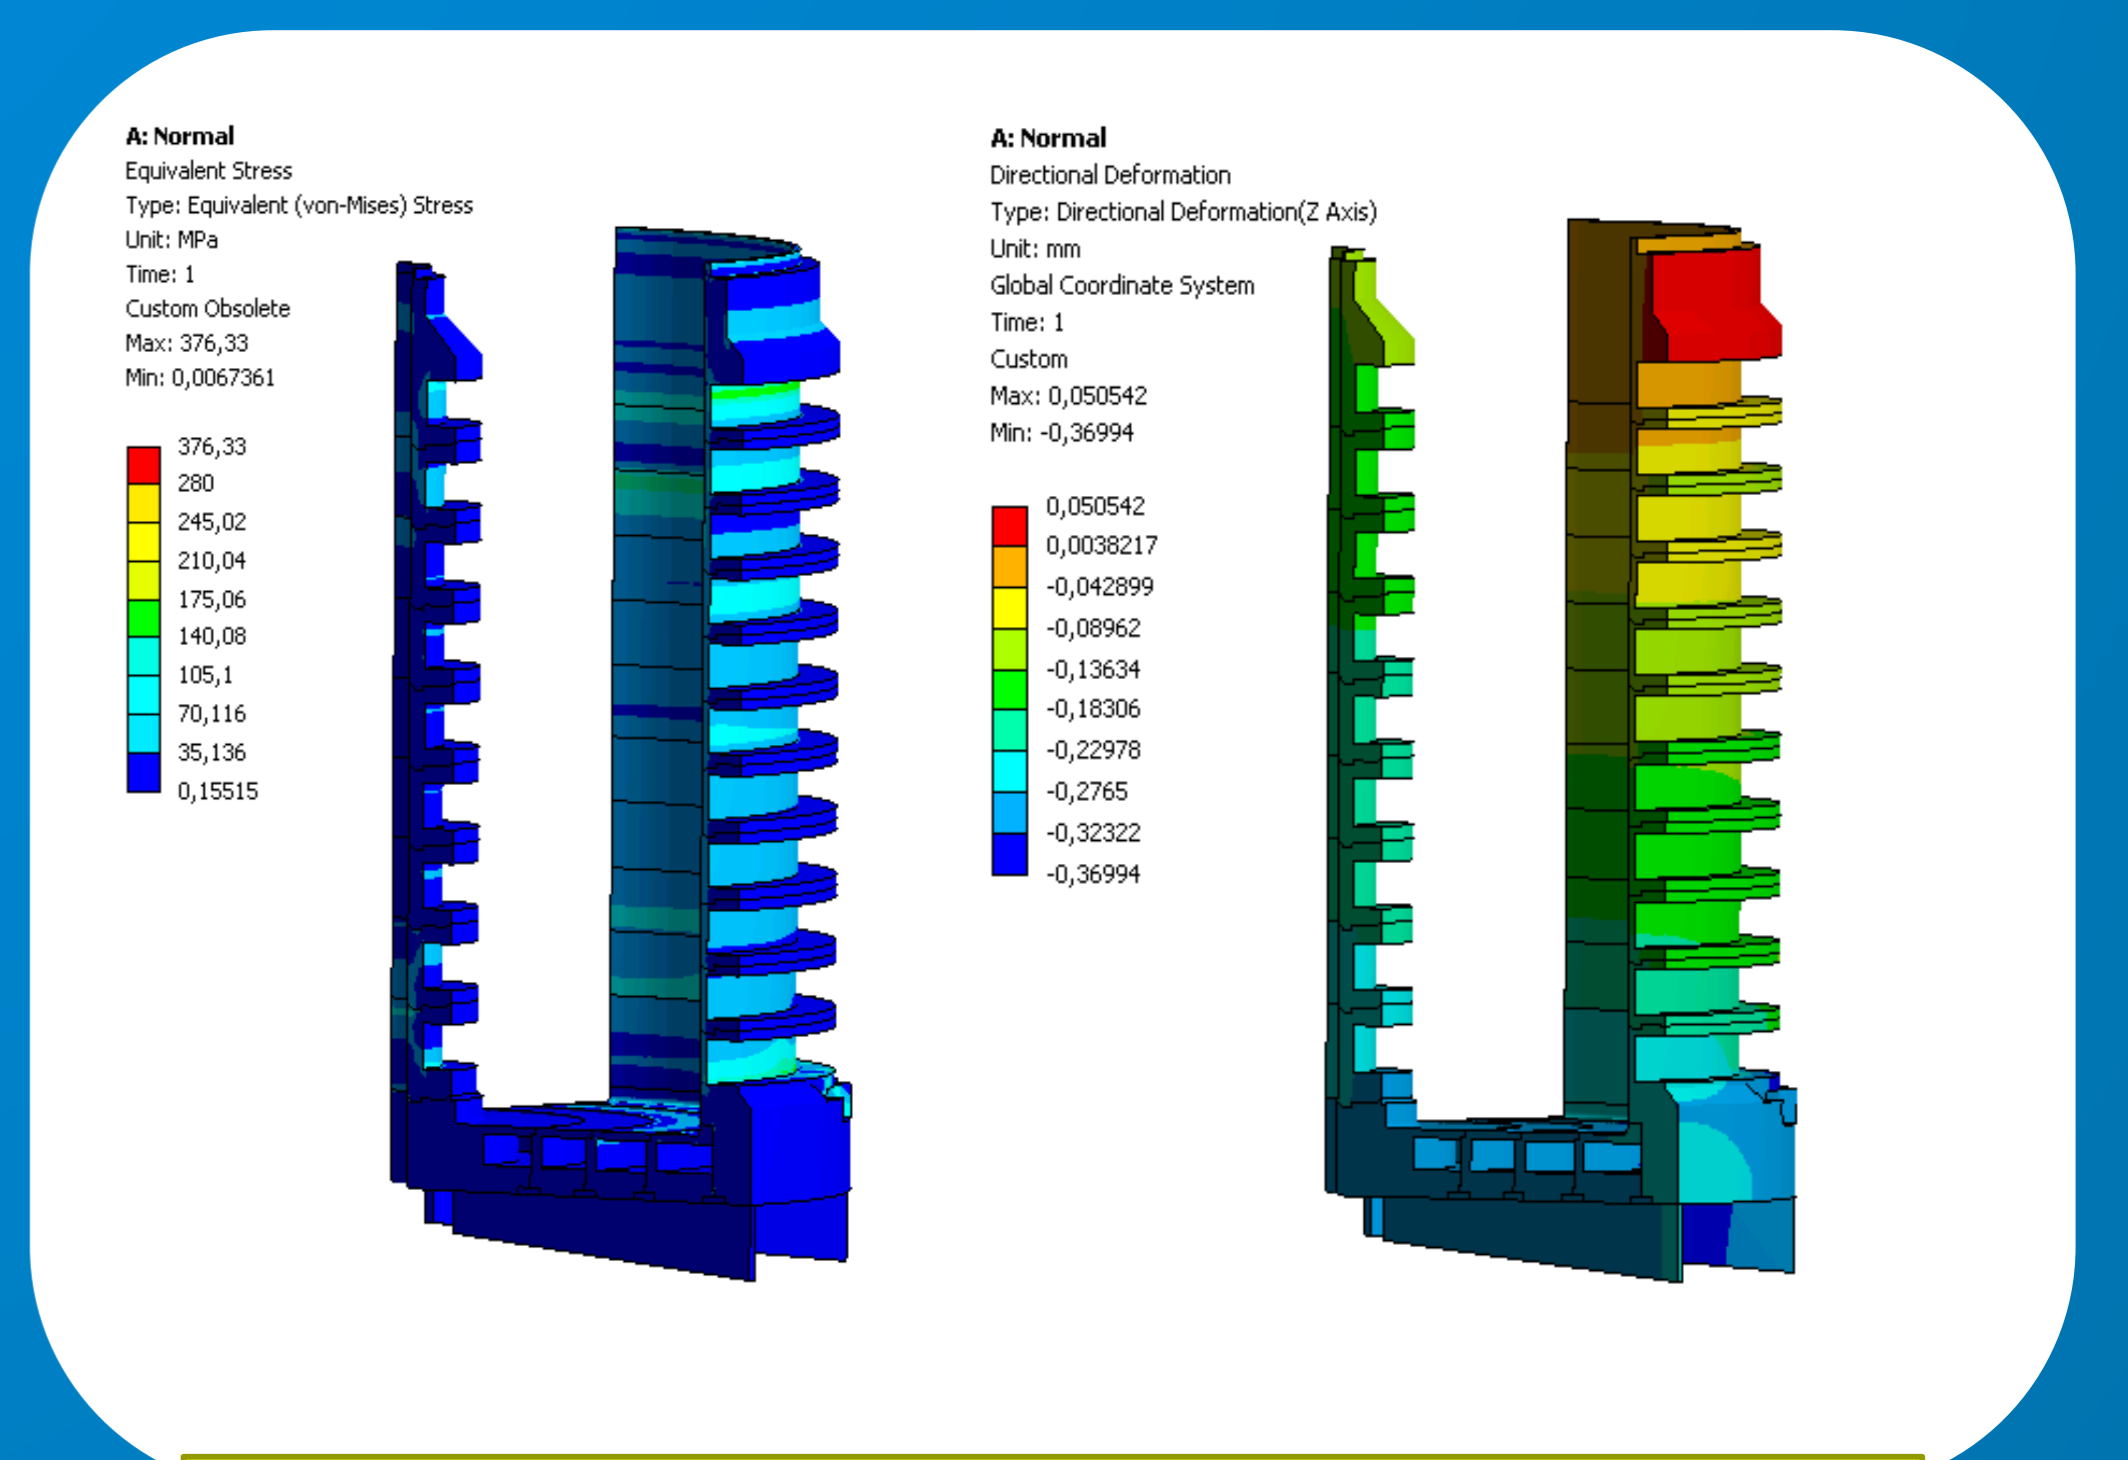 A: Normal
Equivalent Stress
Type: Equivalent (von-Mises) Stress
Unit: MPa
Time: 1
Custom Obsolete
Max: 376,33
Min: 0,0067361
376,33
280
245,02
210,04
175,06
140,08
105,1
70,116
35,136
0,15515
A: Normal
Directional Deformation
Type: Directional Deformation(Z Axis)
Unit: mm
Global Coordinate System
Time: 1
Custom
Max: 0,050542
Min: -0,36994
0,050542
0,0038217
-0,042899
-0,08962
-0,13634
-0,18306
-0,22978
-0,2765
-0,32322
-0,36994